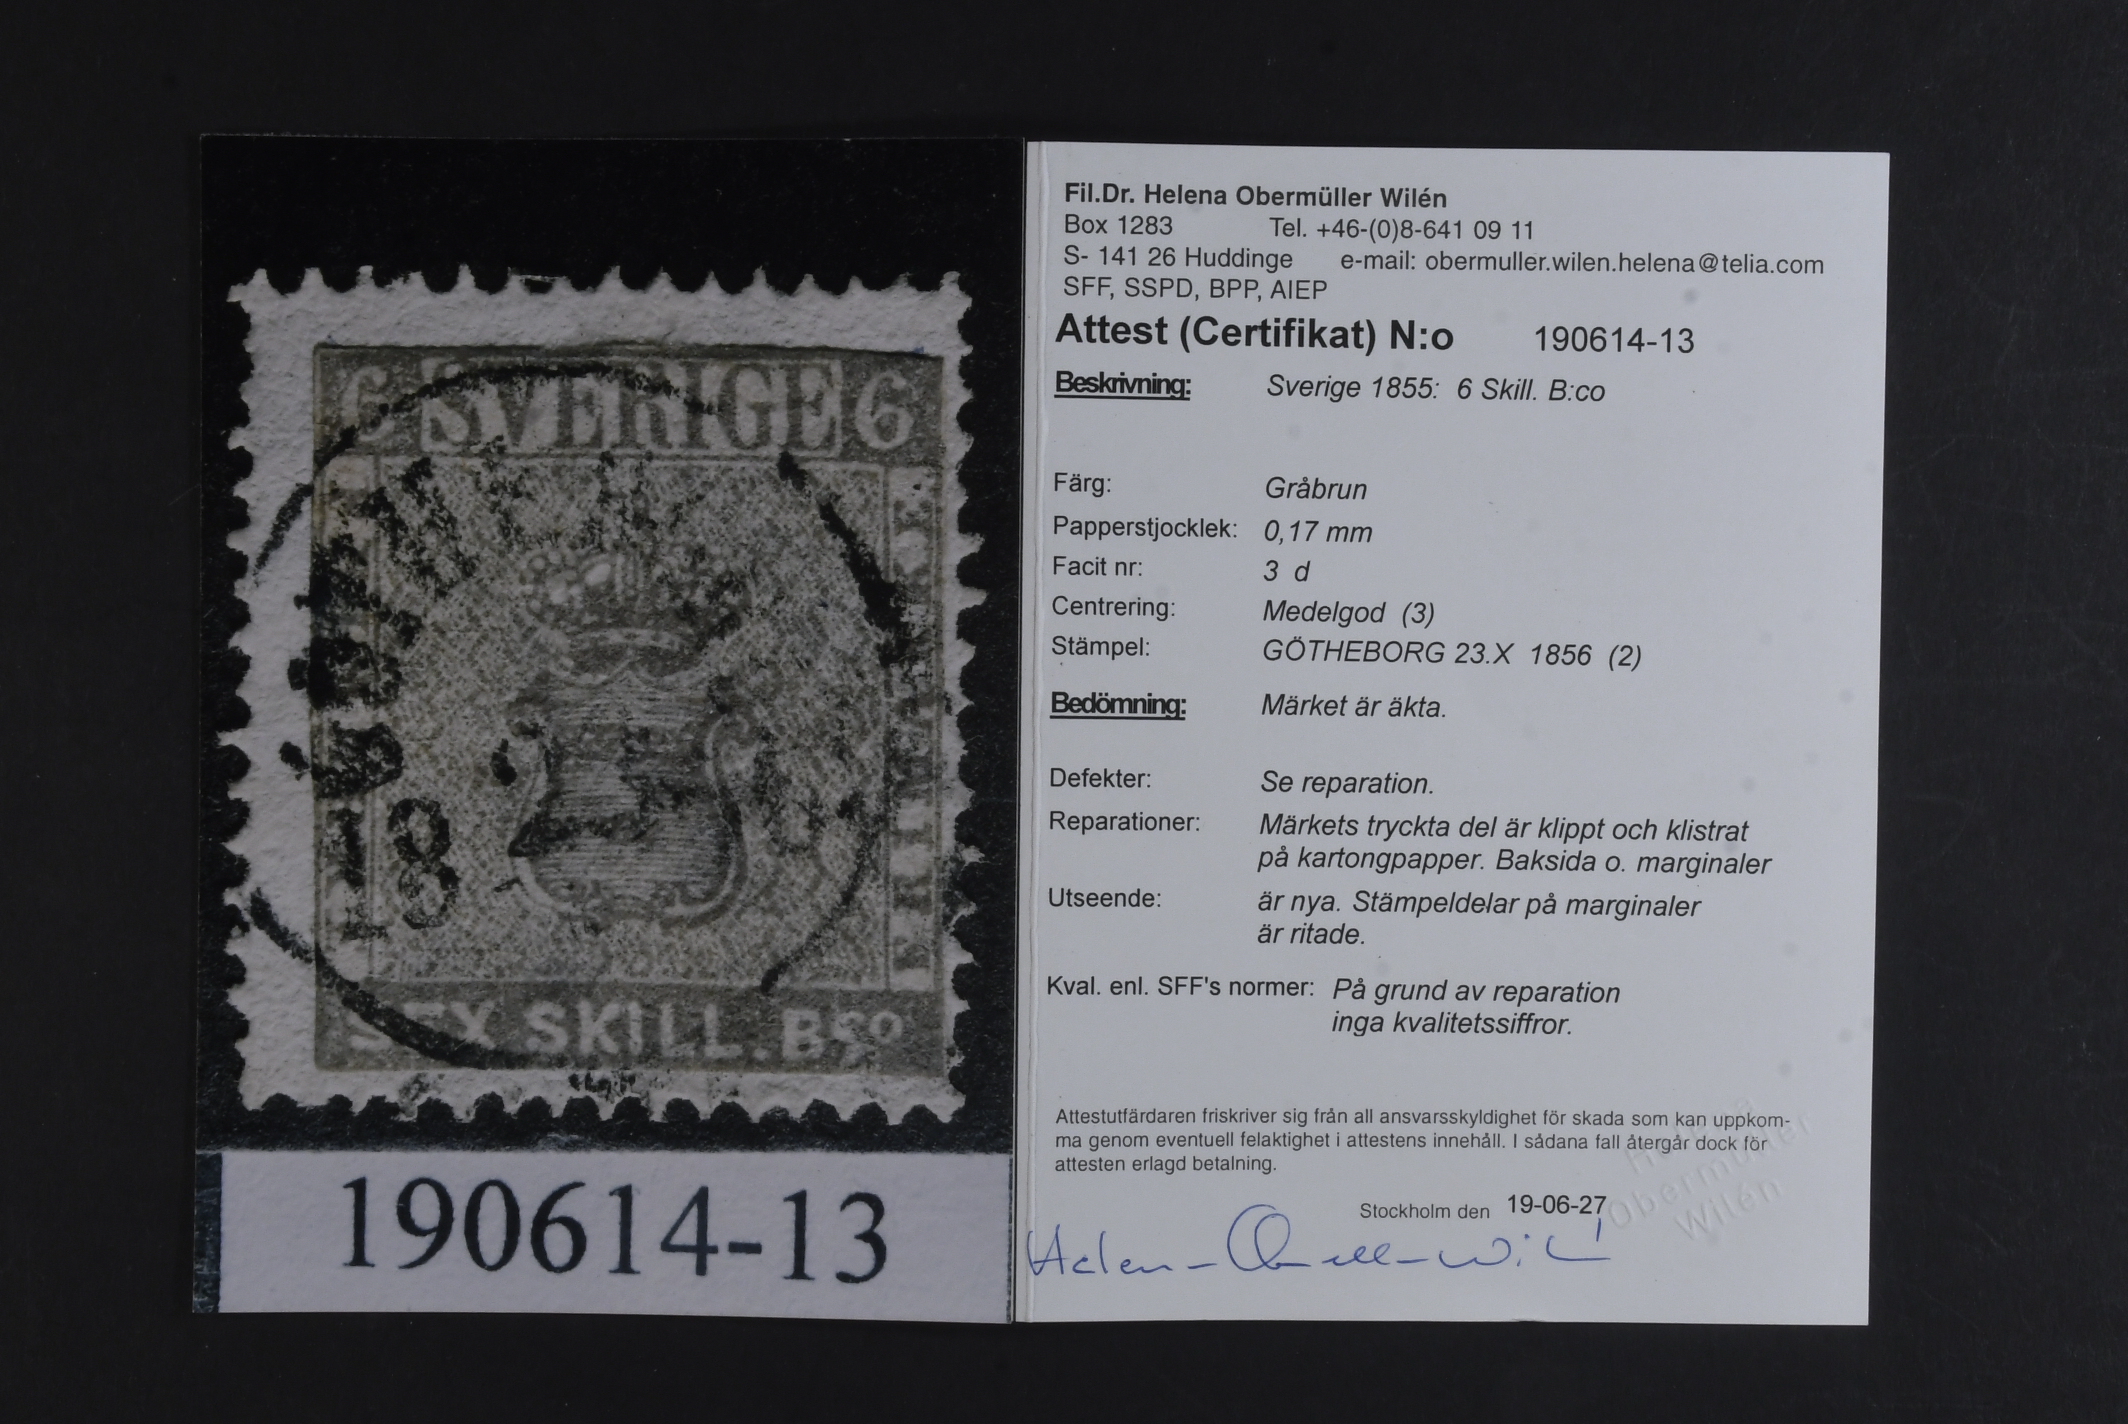 6 SVERIGE 6
18
SEX SKILL. Bco
190614-13
Fil.Dr. Helena Obermüller Wilén
Box 1283 Tel. +46-(0)8-641 09 11
S- 141 26 Huddinge e-mail: obermuller.wilen.helena@telia.com
SFF, SSPD, BPP, AIEP
Attest (Certifikat) N:o 190614-13
Beskrivning: Sverige 1855: 6 Skill. B:co
Färg: Gråbrun
Papperstjocklek: 0,17 mm
Facit nr: 3 d
Centrering: Medelgod (3)
Stämpel: GÖTHEBORG 23.X 1856 (2)
Bedömning: Märket är äkta.
Defekter: Se reparation.
Reparationer: Märkets tryckta del är klippt och klistrat
på kartongpapper. Baksida o. marginaler
Utseende: är nya. Stämpeldelar på marginaler
är ritade.
Kval. enl. SFF's normer: På grund av reparation
inga kvalitetssiffror.
Attestutfärdaren friskriver sig från all ansvarsskyldighet för skada som kan uppkom-
ma genom eventuell felaktighet i attestens innehåll. I sådana fall återgår dock för
attesten erlagd betalning.
Stockholm den 19-06-27
Helena
Obermüller
Wilén